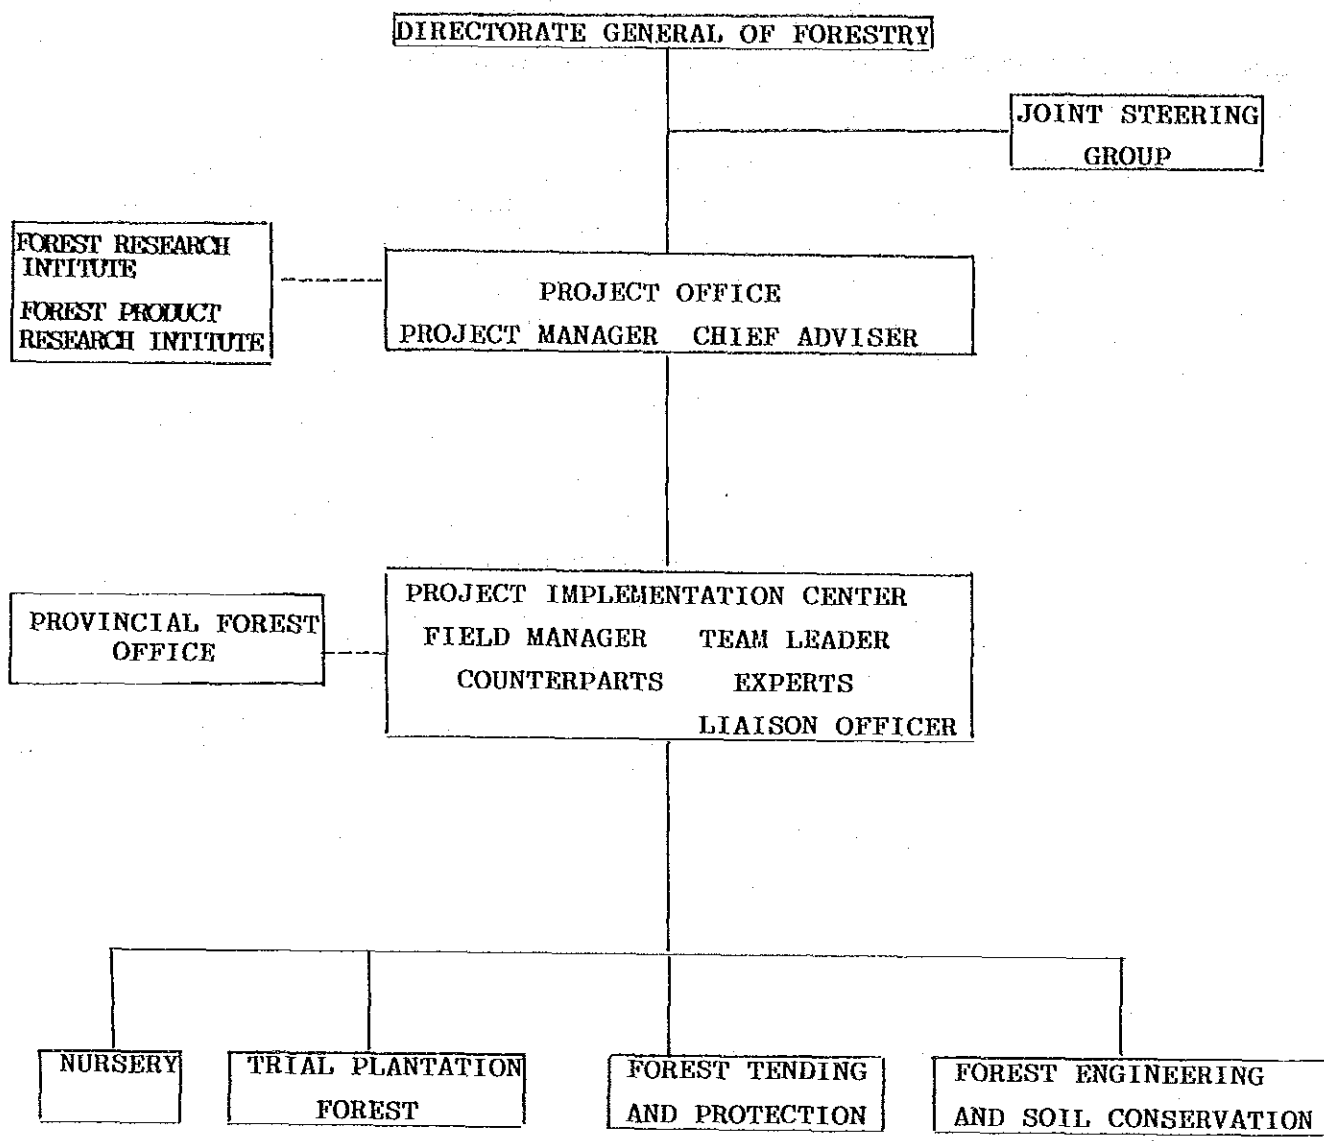 DIRECTORATE GENERAL OF FORESTRY
JOINT STEERING
GROUP
FOREST RESEARCH
INTITUTE
FOREST PRODUCT
RESEARCH INTITUTE
PROJECT OFFICE
PROJECT MANAGER CHIEF ADVISER
PROVINCIAL FOREST
OFFICE
PROJECT IMPLEMENTATION CENTER
FIELD MANAGER TEAM LEADER
COUNTERPARTS EXPERTS
LIAISON OFFICER
NURSERY
TRIAL PLANTATION
FOREST
FOREST TENDING
AND PROTECTION
FOREST ENGINEERING
AND SOIL CONSERVATION